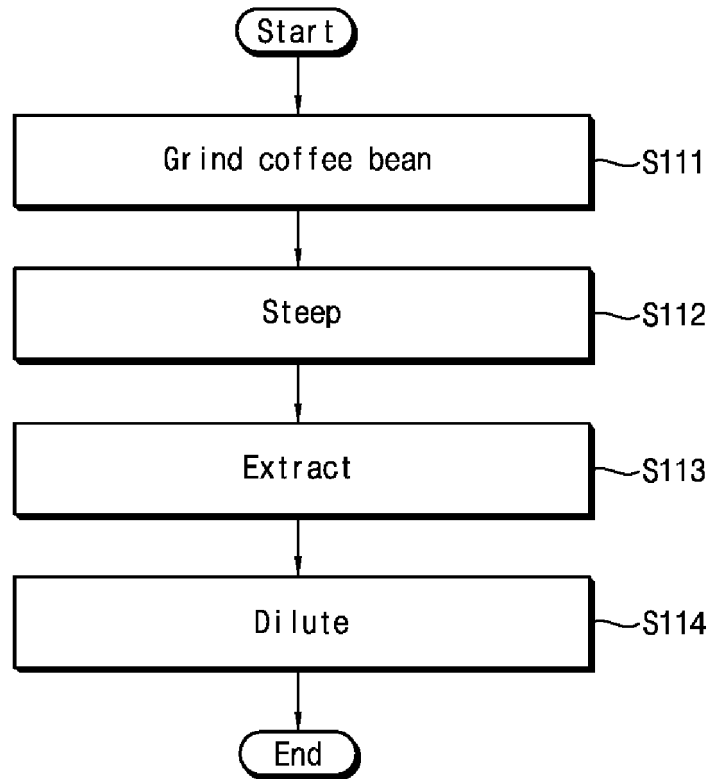 Start
Grind coffee bean
S111
Steep
S112
Extract
S113
Dilute
S114
End